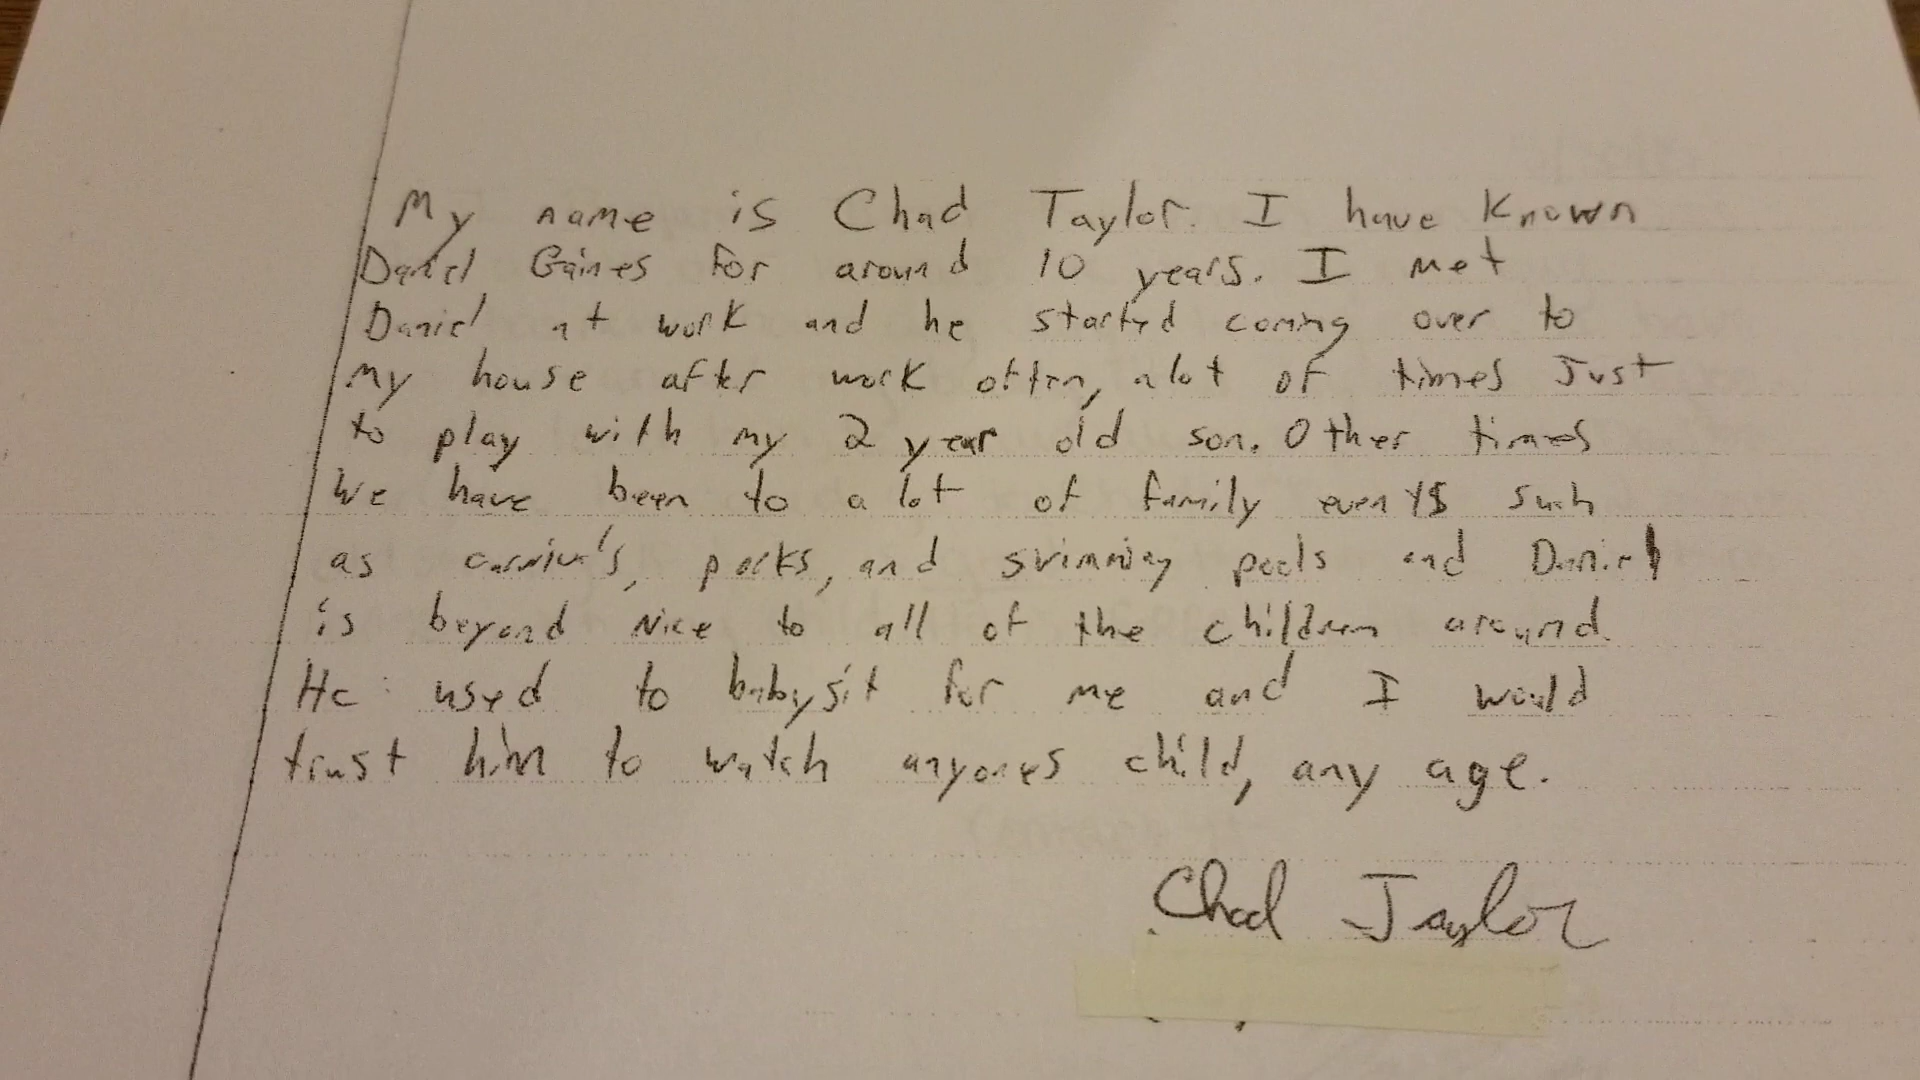 My name is Chad Taylor. I have known
Daniel Gaines for around 10 years. I met
Daniel at work and he started coming over to
my house after work often, alot of times Just
to play with my 2 year old son. Other times
we have been to a lot of family events such
as carnival's, parks, and swimming pools and Daniel
is beyond nice to all of the children around.
He used to babysit for me and I would
trust him to watch anyones child, any age.
Chad Taylor